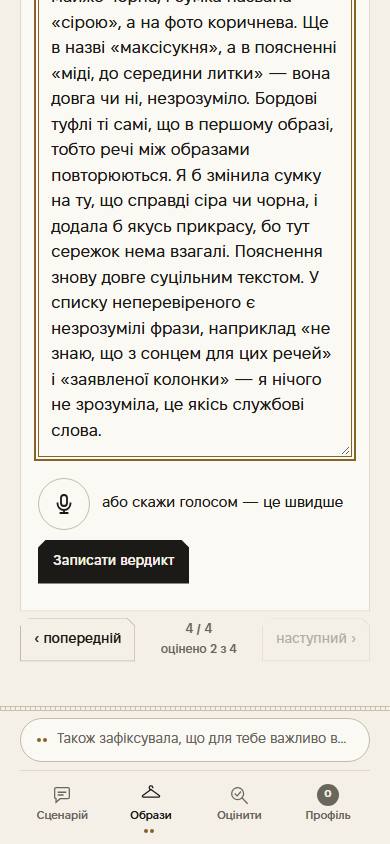 «сірою», а на фото коричнева. Ще
в назві «максісукня», а в поясненні
«міді, до середини литки» — вона
довга чи ні, незрозуміло. Бордові
туфлі ті самі, що в першому образі,
тобто речі між образами
повторюються. Я б змінила сумку
на ту, що справді сіра чи чорна, і
додала б якусь прикрасу, бо тут
сережок нема взагалі. Пояснення
знову довге суцільним текстом. У
списку неперевіреного є
незрозумілі фрази, наприклад «не
знаю, що з сонцем для цих речей»
і «заявленої колонки» — я нічого
не зрозуміла, це якісь службові
слова.
або скажи голосом — це швидше
Записати вердикт
‹ попередній
4 / 4
оцінено 2 з 4
наступний ›
Також зафіксувала, що для тебе важливо в...
Сценарій
Образи
Оцінити
О
Профіль